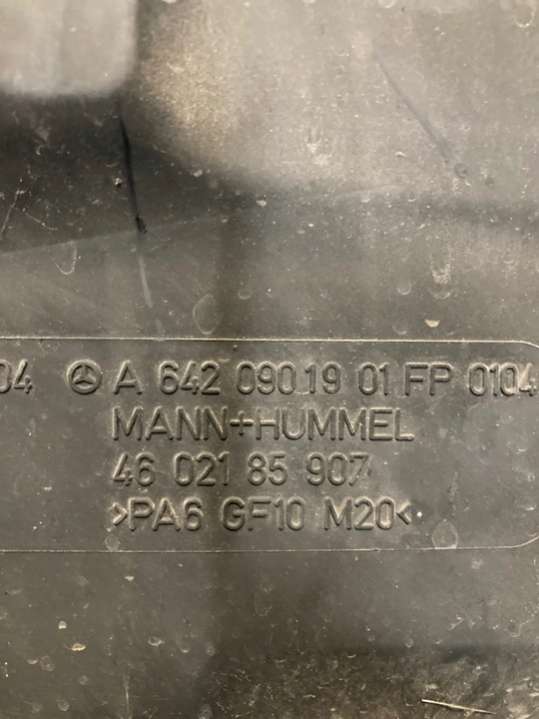 04 A 642 090 19 01 FP 0104
MANN+HUMMEL
46 021 85 907
>PA6 GF10 M20<